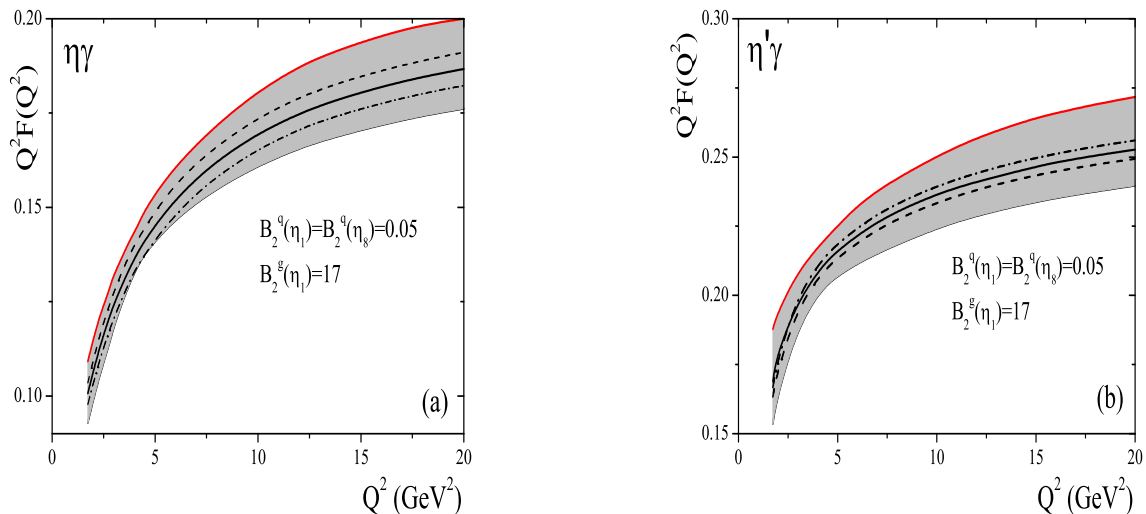 ηγ
Q²F(Q²)
0.20
0.15
0.10
B₂^q(η₁)=B₂^q(η₈)=0.05
B₂^g(η₁)=17
(a)
0 5 10 15 20
Q² (GeV²)
η'γ
Q²F(Q²)
0.30
0.25
0.20
0.15
B₂^q(η₁)=B₂^q(η₈)=0.05
B₂^g(η₁)=17
(b)
0 5 10 15 20
Q² (GeV²)